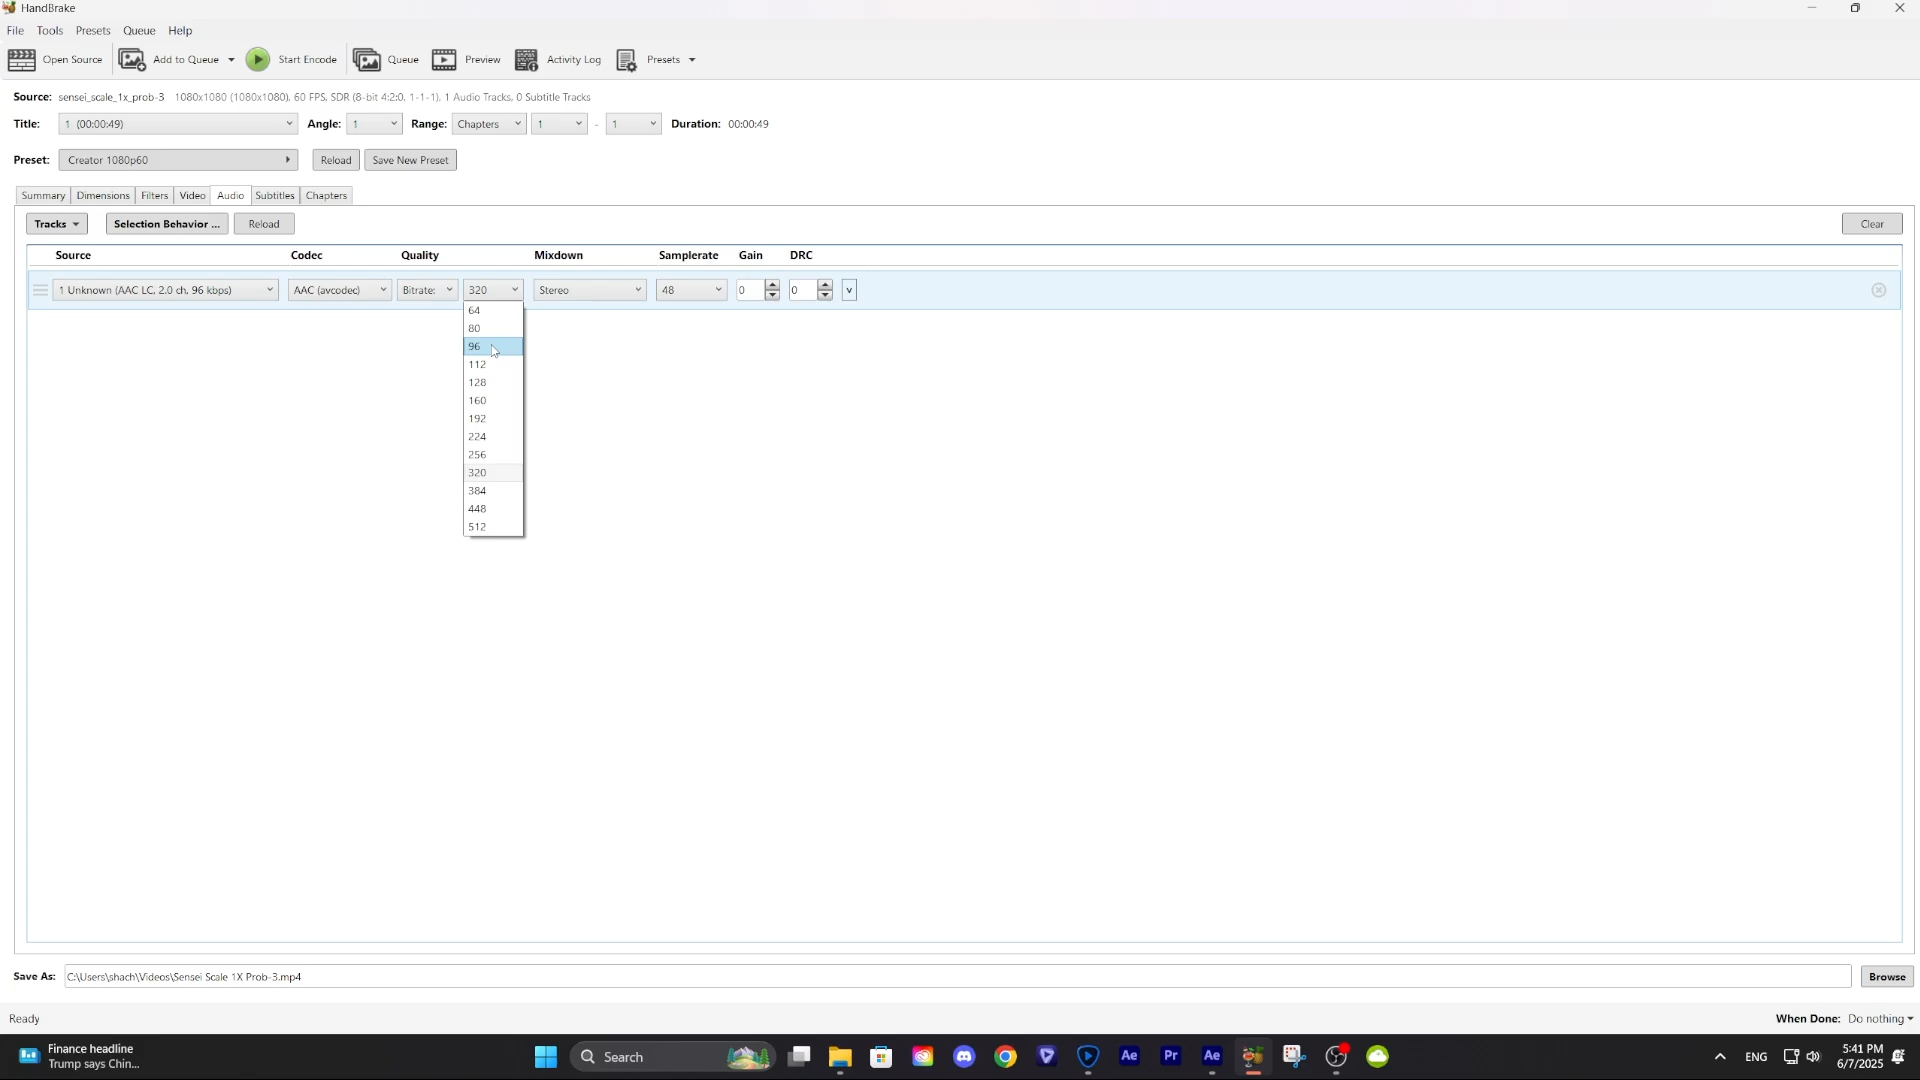 HandBrake
File Tools Presets Queue Help
Open Source Add to Queue Start Encode Queue Preview Activity Log Presets
Source: sensei_scale_1x_prob-3 1080x1080 (1080x1080), 60 FPS, SDR (8-bit 4:2:0, 1-1-1), 1 Audio Tracks, 0 Subtitle Tracks
Title: 1 (00:00:49) Angle: 1 Range: Chapters 1 - 1 Duration: 00:00:49
Preset: Creator 1080p60 Reload Save New Preset
Summary Dimensions Filters Video Audio Subtitles Chapters
Tracks Selection Behavior ... Reload Clear
Source Codec Quality Mixdown Samplerate Gain DRC
1 Unknown (AAC LC, 2.0 ch, 96 kbps) AAC (avcodec) Bitrate: 320 Stereo 48 0 0 v
64
80
96
112
128
160
192
224
256
320
384
448
512
Save As: C:\Users\shach\Videos\Sensei Scale 1X Prob-3.mp4 Browse
Ready When Done: Do nothing
Finance headline
Trump says Chin...
Search
Ae Pr Ae
ENG
5:41 PM
6/7/2025